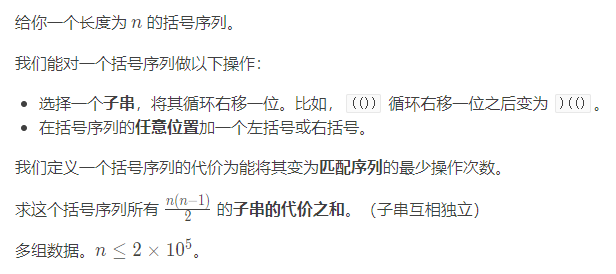 给你一个长度为 n 的括号序列。
我们能对一个括号序列做以下操作：
• 选择一个子串，将其循环右移一位。比如， (()) 循环右移一位之后变为 )(() 。
• 在括号序列的任意位置加一个左括号或右括号。
我们定义一个括号序列的代价为能将其变为匹配序列的最少操作次数。
求这个括号序列所有 n(n−1)/2 的子串的代价之和。（子串互相独立）
多组数据。n ≤ 2 × 10^5。